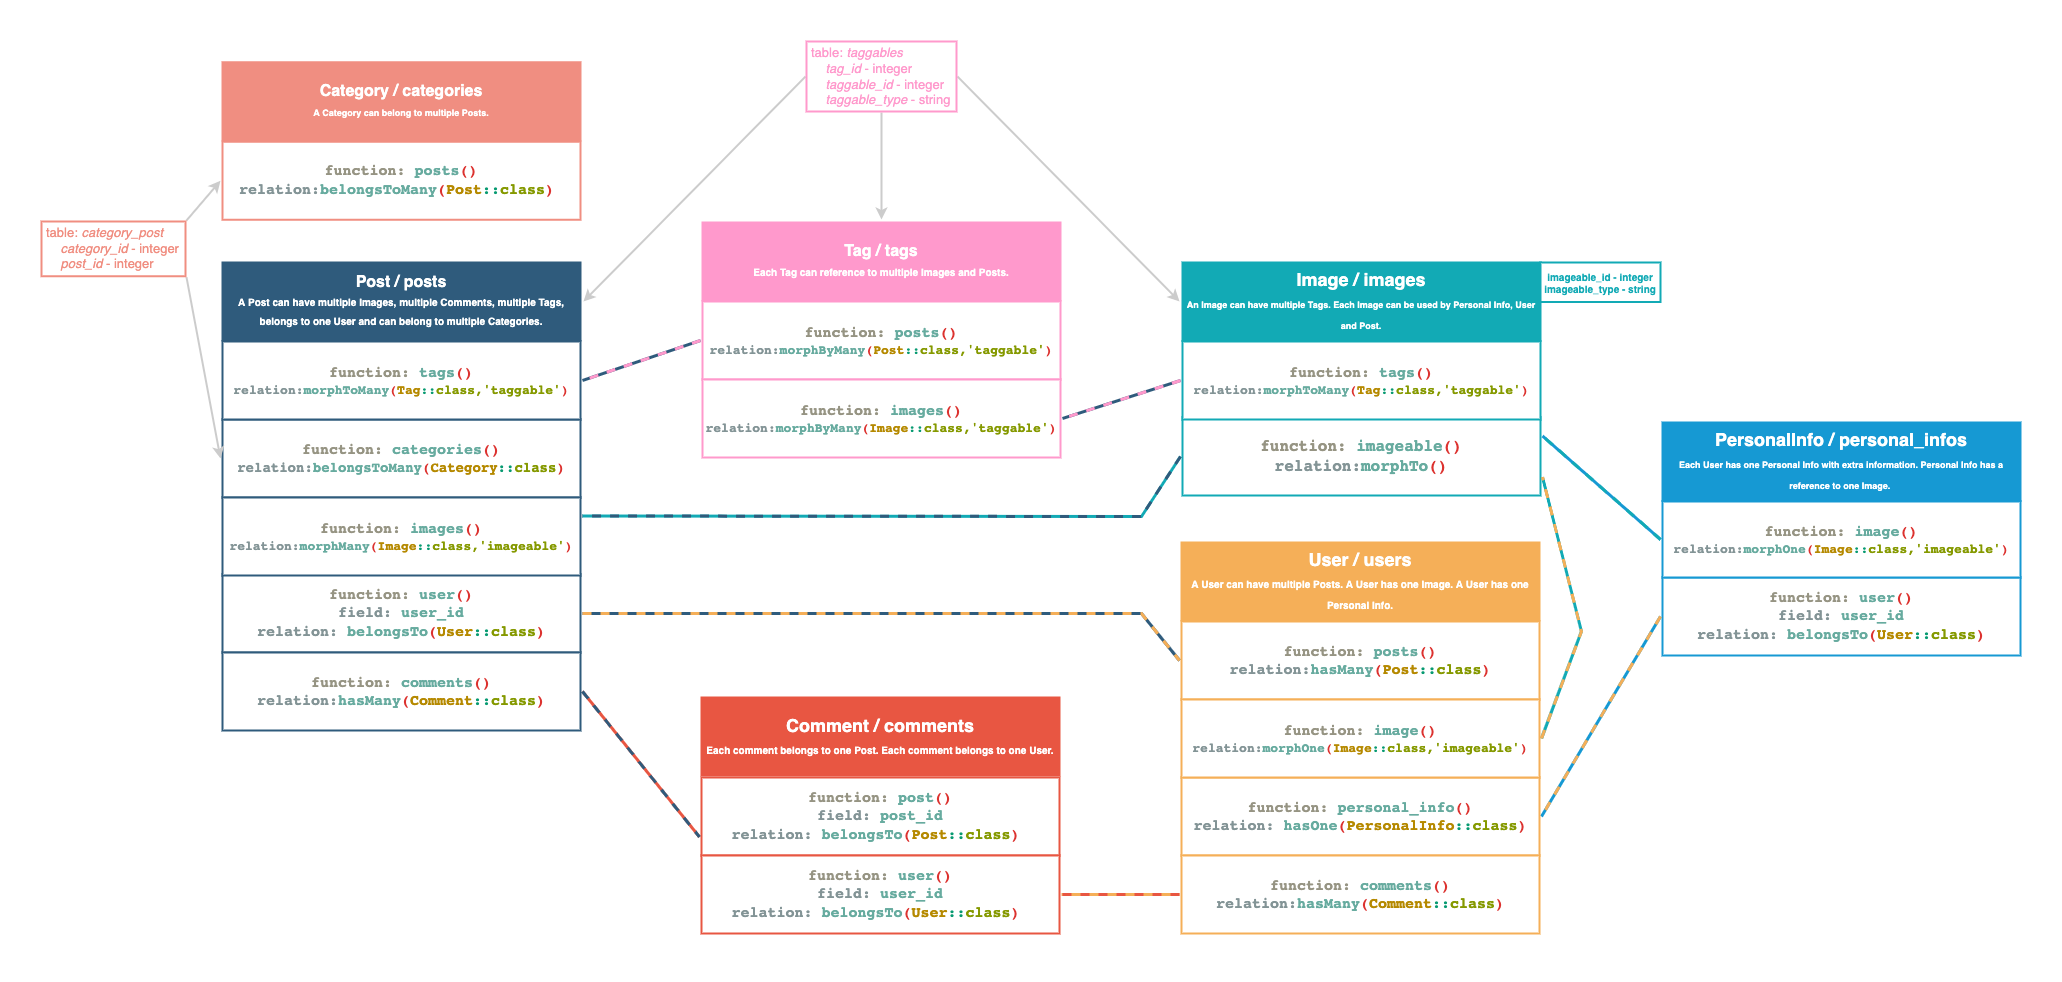 table: taggables
tag_id - integer
taggable_id - integer
taggable_type - string
Category / categories
A Category can belong to multiple Posts.
function: posts()
relation:belongsToMany(Post::class)
table: category_post
category_id - integer
post_id - integer
Post / posts
A Post can have multiple Images, multiple Comments, multiple Tags,
belongs to one User and can belong to multiple Categories.
function: tags()
relation:morphToMany(Tag::class,'taggable')
function: categories()
relation:belongsToMany(Category::class)
function: images()
relation:morphMany(Image::class,'imageable')
function: user()
field: user_id
relation: belongsTo(User::class)
function: comments()
relation:hasMany(Comment::class)
Tag / tags
Each Tag can reference to multiple Images and Posts.
function: posts()
relation:morphByMany(Post::class,'taggable')
function: images()
relation:morphByMany(Image::class,'taggable')
Image / images
An Image can have multiple Tags. Each Image can be used by Personal Info, User
and Post.
imageable_id - integer
imageable_type - string
function: tags()
relation:morphToMany(Tag::class,'taggable')
function: imageable()
relation:morphTo()
PersonalInfo / personal_infos
Each User has one Personal Info with extra information. Personal Info has a
reference to one Image.
function: image()
relation:morphOne(Image::class,'imageable')
function: user()
field: user_id
relation: belongsTo(User::class)
User / users
A User can have multiple Posts. A User has one Image. A User has one
Personal Info.
function: posts()
relation:hasMany(Post::class)
function: image()
relation:morphOne(Image::class,'imageable')
function: personal_info()
relation: hasOne(PersonalInfo::class)
function: comments()
relation:hasMany(Comment::class)
Comment / comments
Each comment belongs to one Post. Each comment belongs to one User.
function: post()
field: post_id
relation: belongsTo(Post::class)
function: user()
field: user_id
relation: belongsTo(User::class)